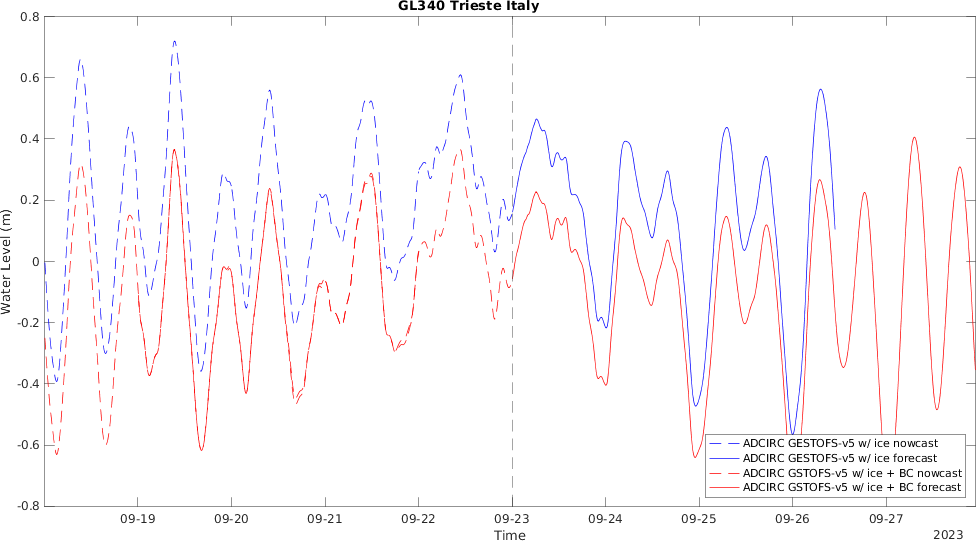 GL340 Trieste Italy
0.8
0.6
0.4
0.2
0
-0.2
-0.4
-0.6
-0.8
Water Level (m)
ADCIRC GESTOFS-v5 w/ ice nowcast
ADCIRC GESTOFS-v5 w/ ice forecast
ADCIRC GSTOFS-v5 w/ ice + BC nowcast
ADCIRC GSTOFS-v5 w/ ice + BC forecast
09-19 09-20 09-21 09-22 09-23 09-24 09-25 09-26 09-27
Time
2023